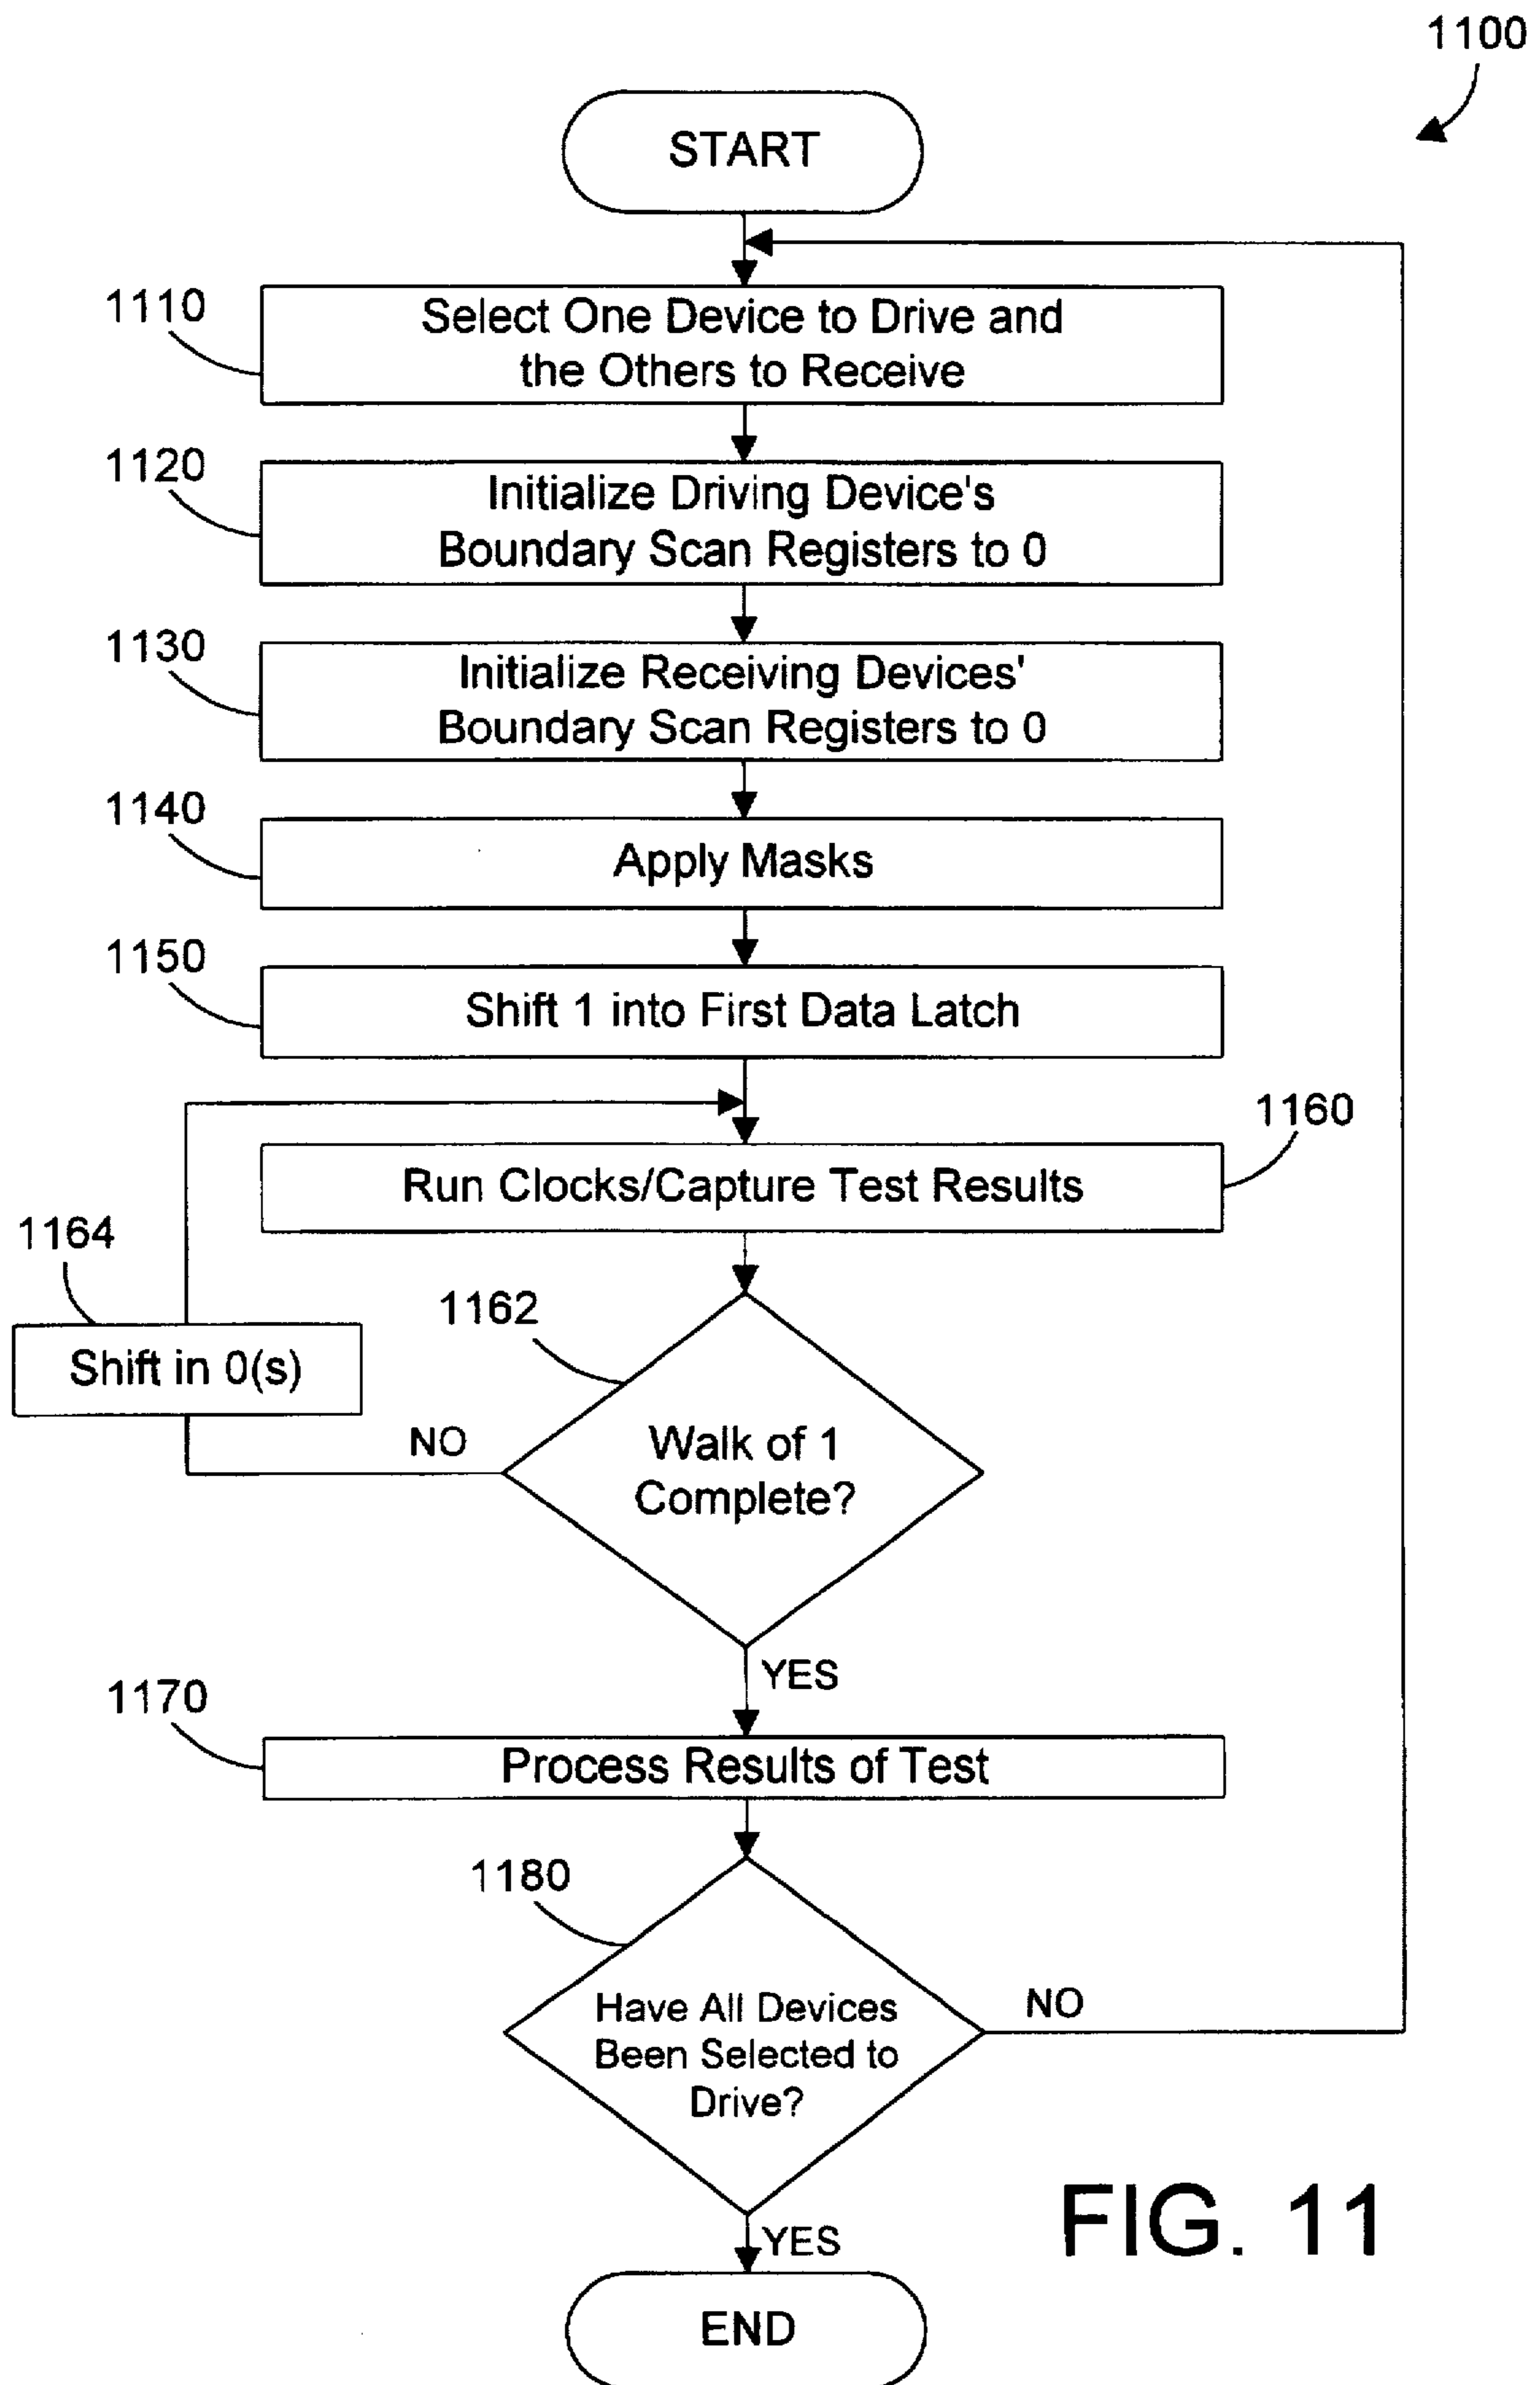 1100
START
1110
Select One Device to Drive and
the Others to Receive
1120
Initialize Driving Device's
Boundary Scan Registers to 0
1130
Initialize Receiving Devices'
Boundary Scan Registers to 0
1140
Apply Masks
1150
Shift 1 into First Data Latch
1160
Run Clocks/Capture Test Results
1164
Shift in 0(s)
1162
NO
Walk of 1
Complete?
YES
1170
Process Results of Test
1180
Have All Devices
Been Selected to
Drive?
NO
YES
FIG. 11
END